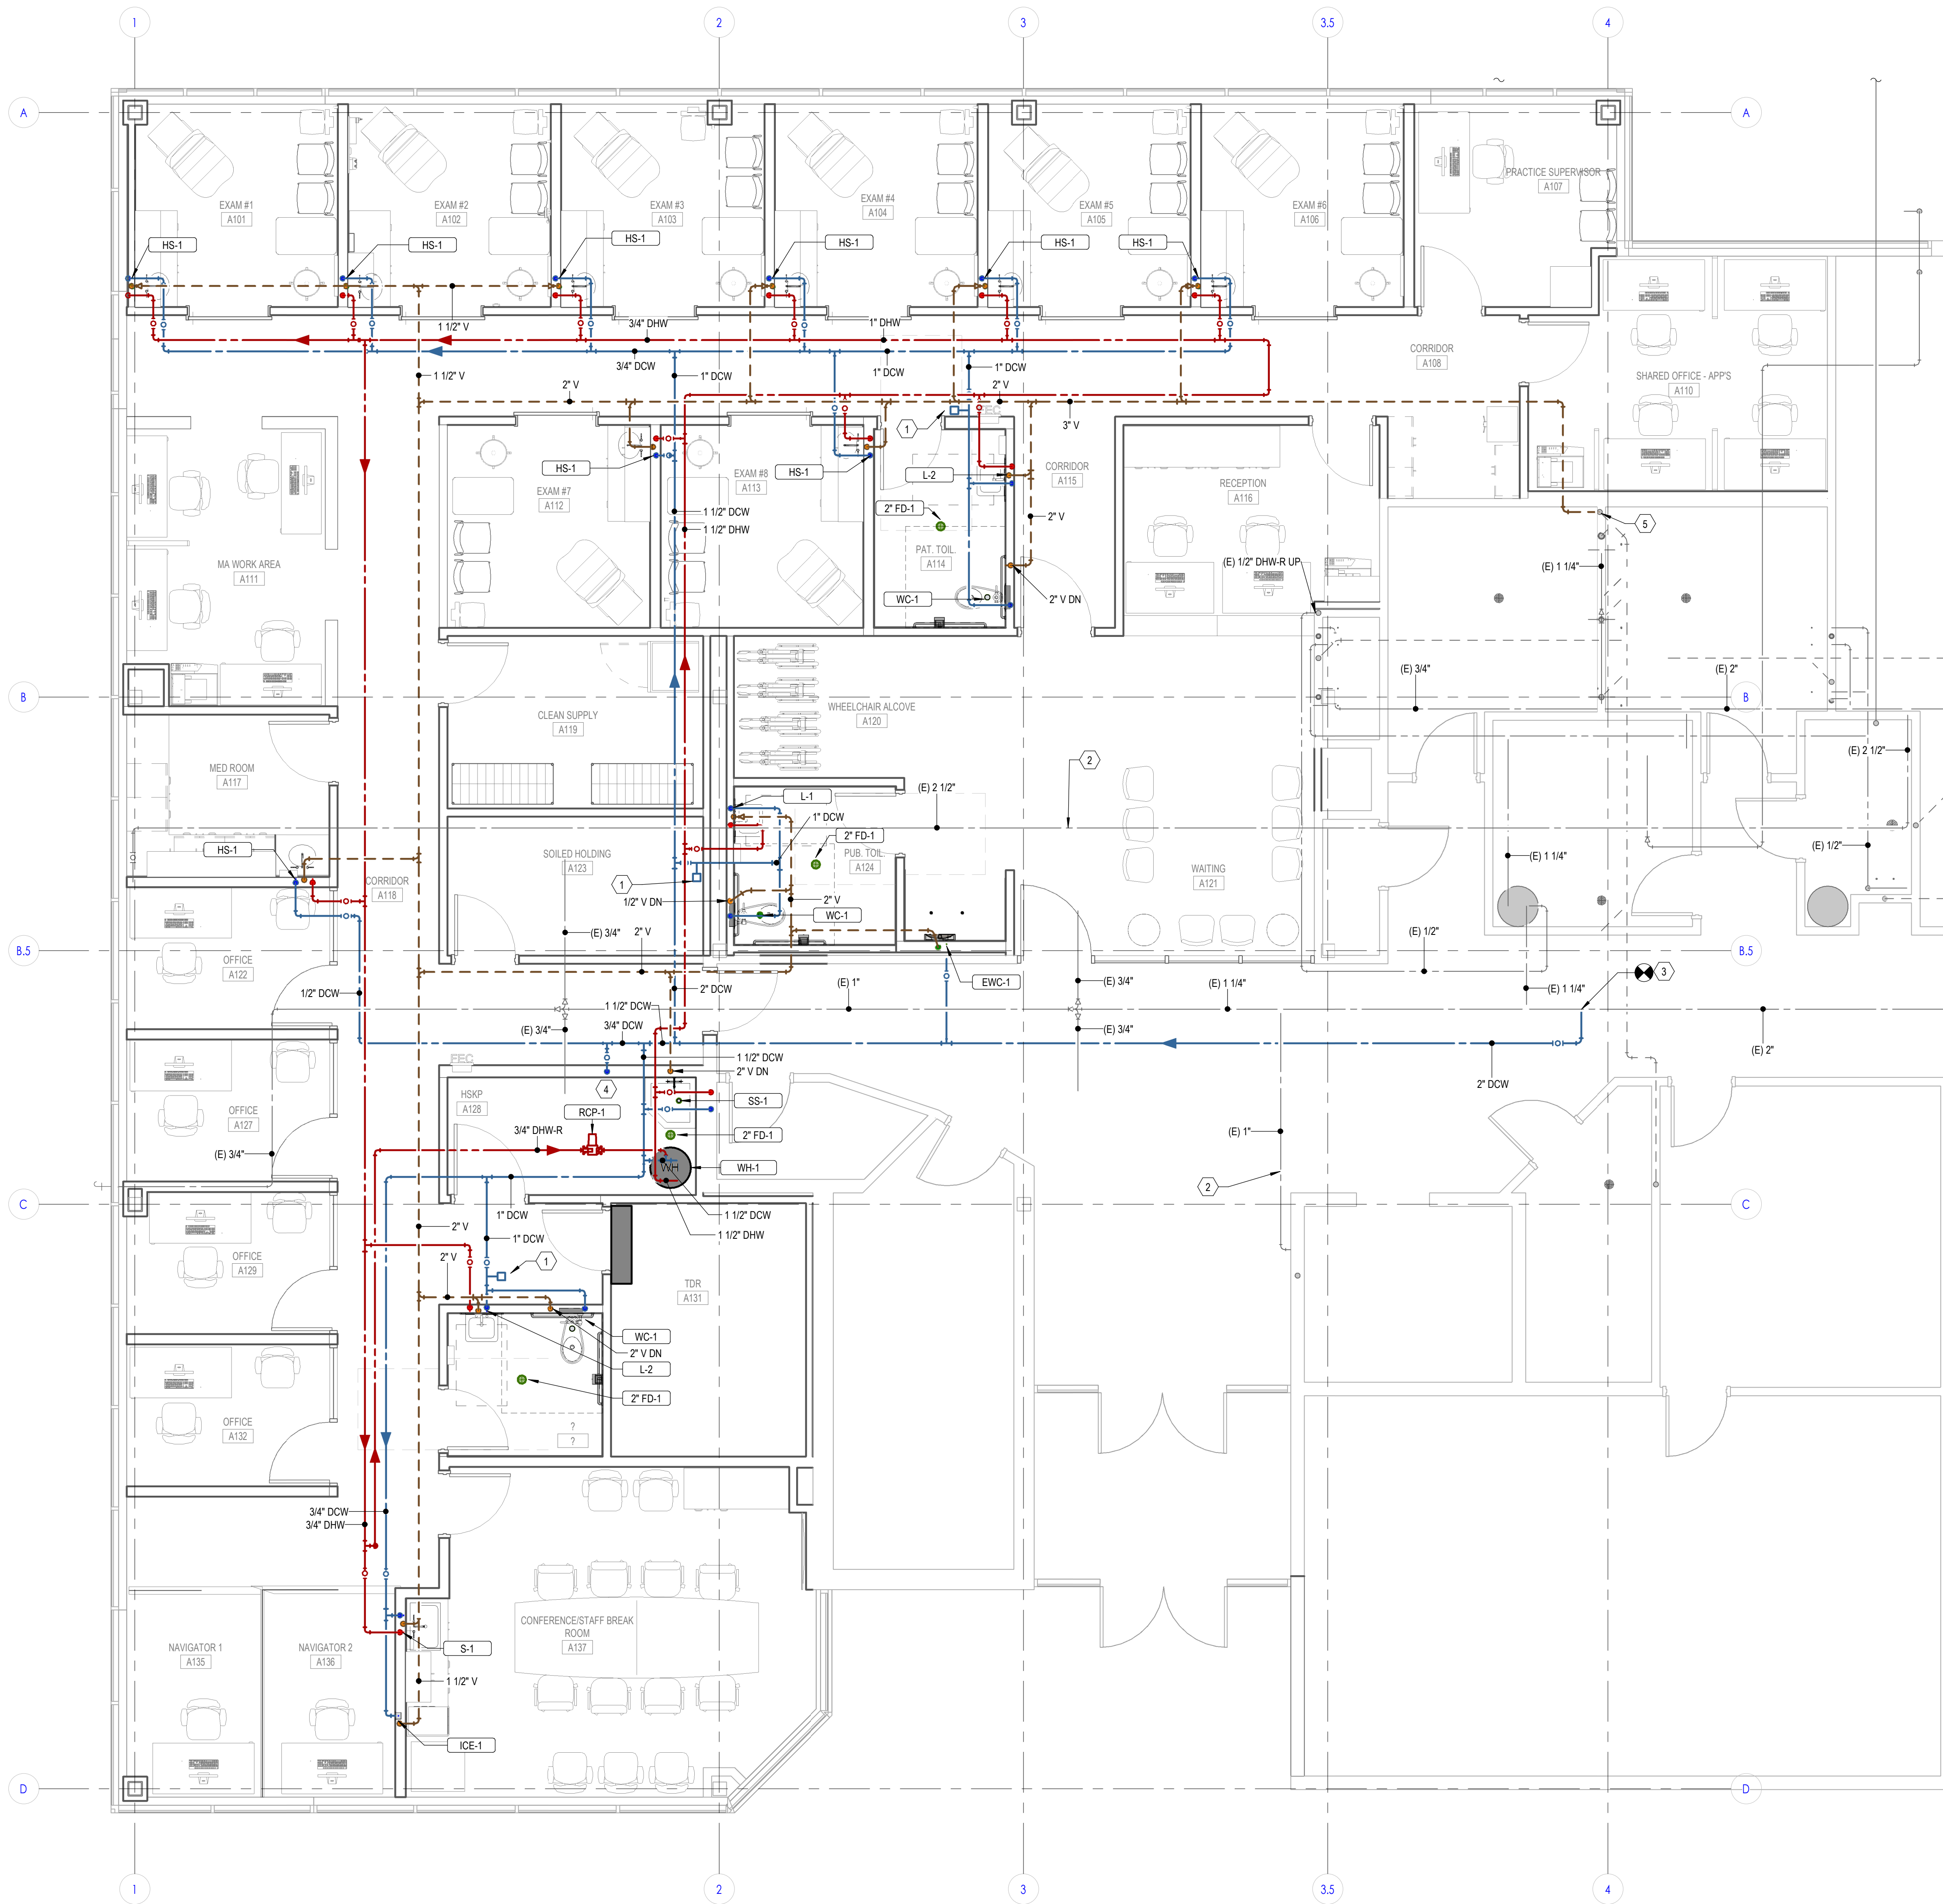 1
2
3
3.5
4
A
A
PRACTICE SUPERVISOR
A107
EXAM #1
A101
EXAM #2
A102
EXAM #3
A103
EXAM #4
A104
EXAM #5
A105
EXAM #6
A106
HS-1
HS-1
HS-1
HS-1
HS-1
HS-1
1 1/2" V
3/4" DHW
1" DHW
3/4" DCW
1" DCW
1 1/2" V
1" DCW
1" DCW
CORRIDOR
A108
SHARED OFFICE - APP'S
A110
2" V
2" V
3" V
1
FEC
HS-1
HS-1
L-2
CORRIDOR
A115
EXAM #7
A112
EXAM #8
A113
RECEPTION
A116
1 1/2" DCW
1 1/2" DHW
2" FD-1
2" V
5
MA WORK AREA
A111
PAT. TOIL.
A114
(E) 1/2" DHW-R UP
(E) 1 1/4"
WC-1
2" V DN
(E) 3/4"
(E) 2"
B
B
CLEAN SUPPLY
A119
WHEELCHAIR ALCOVE
A120
MED ROOM
A117
2
(E) 2 1/2"
(E) 2 1/2"
L-1
1" DCW
2" FD-1
HS-1
SOILED HOLDING
A123
PUB. TOIL.
A124
(E) 1 1/4"
(E) 1/2"
CORRIDOR
A118
1
WAITING
A121
1/2" V DN
2" V
WC-1
(E) 3/4"
2" V
(E) 1/2"
B.5
B.5
OFFICE
A122
EWC-1
(E) 3/4"
(E) 1"
(E) 1 1/4"
(E) 1 1/4"
3
1/2" DCW
2" DCW
1 1/2" DCW
3/4" DCW
(E) 3/4"
(E) 3/4"
(E) 2"
FEC
1 1/2" DCW
2" V DN
2" DCW
HSKP
A128
4
SS-1
RCP-1
OFFICE
A127
3/4" DHW-R
2" FD-1
(E) 1"
(E) 3/4"
WH
WH-1
2
C
C
1" DCW
1 1/2" DCW
1 1/2" DHW
2" V
1" DCW
2" V
1
OFFICE
A129
TDR
A131
WC-1
2" V DN
L-2
2" FD-1
OFFICE
A132
?
?
3/4" DCW
3/4" DHW
CONFERENCE/STAFF BREAK
ROOM
A137
NAVIGATOR 1
A135
NAVIGATOR 2
A136
S-1
1 1/2" V
ICE-1
D
D
1
2
3
3.5
4